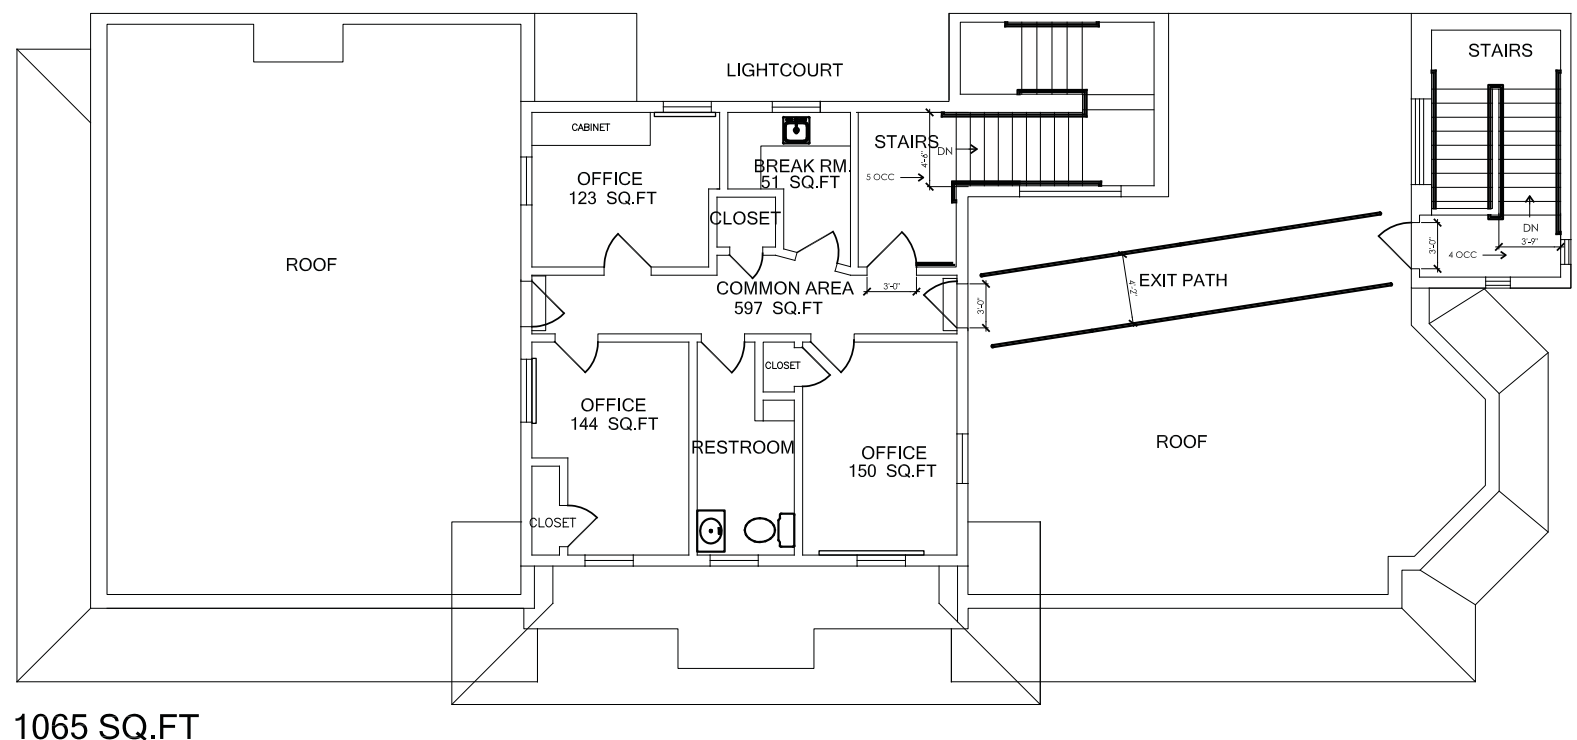 STAIRS
LIGHTCOURT
CABINET
STAIRS
DN
4'-6"
BREAK RM.
51 SQ.FT
OFFICE
123 SQ.FT
5 OCC
CLOSET
DN
3'-9"
3'-0"
4 OCC
ROOF
COMMON AREA
597 SQ.FT
3'-0"
3'-0"
4'-2"
EXIT PATH
CLOSET
OFFICE
144 SQ.FT
RESTROOM
OFFICE
150 SQ.FT
ROOF
CLOSET
1065 SQ.FT